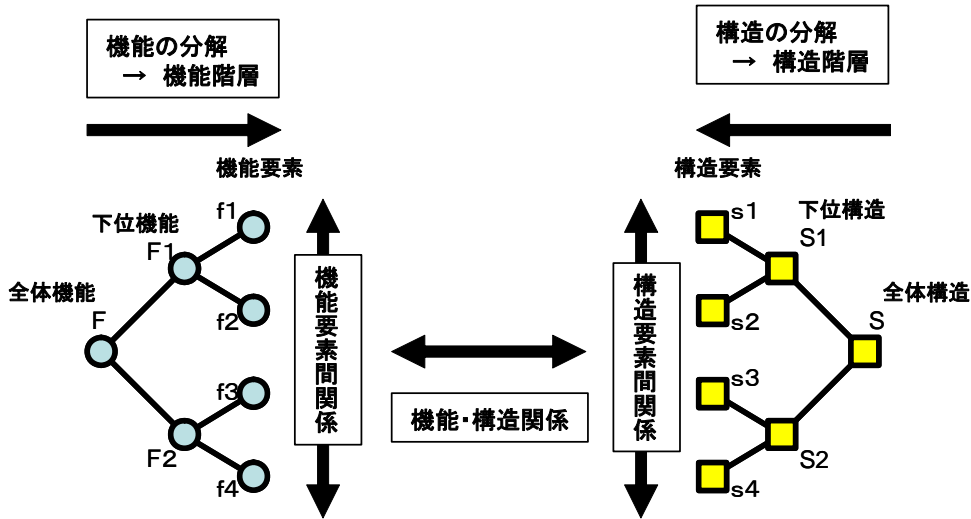 機能の分解
→ 機能階層
構造の分解
→ 構造階層
機能要素
構造要素
下位機能
F1
f1
f2
全体機能
F
f3
F2
f4
機能要素間関係
機能・構造関係
構造要素間関係
s1
下位構造
S1
s2
全体構造
S
s3
S2
s4